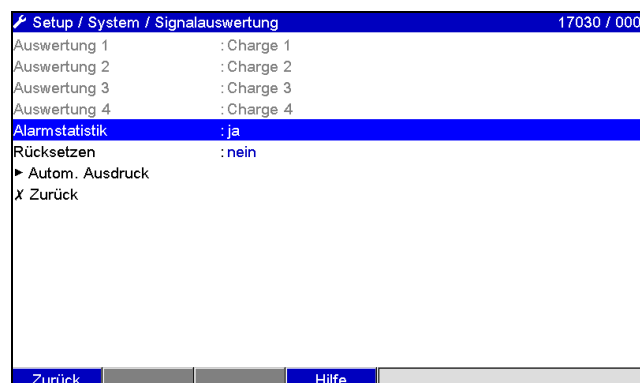 Setup / System / Signalauswertung 17030 / 000
Auswertung 1 : Charge 1
Auswertung 2 : Charge 2
Auswertung 3 : Charge 3
Auswertung 4 : Charge 4
Alarmstatistik : ja
Rücksetzen : nein
► Autom. Ausdruck
X Zurück
Zurück Hilfe